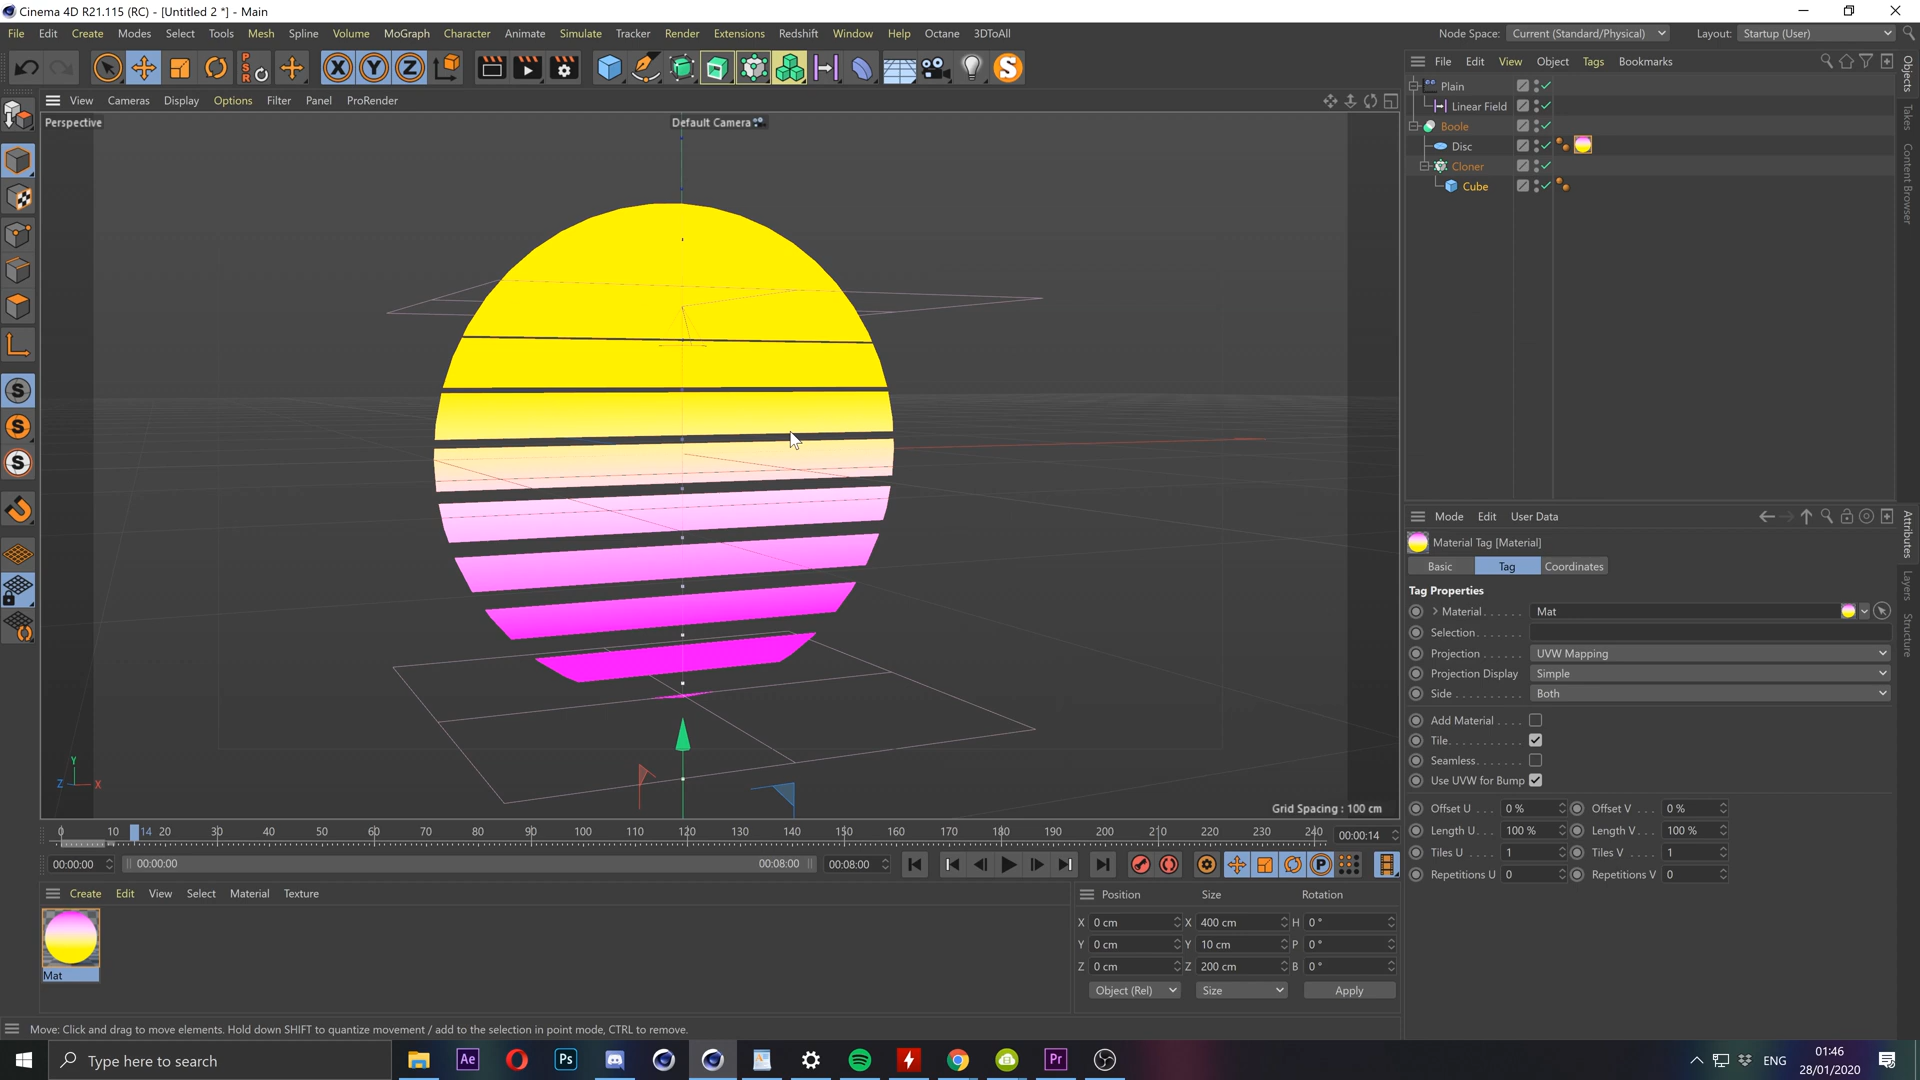 Cinema 4D R21.115 (RC) - [Untitled 2 *] - Main
File Edit Create Modes Select Tools Mesh Spline Volume MoGraph Character Animate Simulate Tracker Render Extensions Redshift Window Help Octane 3DToAll
Node Space: Current (Standard/Physical) Layout: Startup (User)
PSR X Y Z S
File Edit View Object Tags Bookmarks
View Cameras Display Options Filter Panel ProRender
Perspective
Default Camera
Plain
Linear Field
Boole
Disc
Cloner
Cube
Objects
Takes
Content Browser
S
S
S
Mode Edit User Data
Material Tag [Material]
Basic Tag Coordinates
Tag Properties
Material . . . . . . Mat
Selection. . . . . . .
Projection . . . . . . UVW Mapping
Projection Display Simple
Side . . . . . . . . . . Both
Add Material . . . .
Tile. . . . . . . . . . .
Seamless. . . . . . .
Use UVW for Bump
Offset U . . . 0 % Offset V . . . 0 %
Length U. . . 100 % Length V. . . 100 %
Tiles U . . . . 1 Tiles V . . . . 1
Repetitions U 0 Repetitions V 0
Attributes
Layers
Structure
Y
Z X
Grid Spacing : 100 cm
0 10 14 20 30 40 50 60 70 80 90 100 110 120 130 140 150 160 170 180 190 200 210 220 230 240 00:00:14
00:00:00 00:00:00 00:08:00 00:08:00
P
Create Edit View Select Material Texture
Mat
Position Size Rotation
X 0 cm X 400 cm H 0 °
Y 0 cm Y 10 cm P 0 °
Z 0 cm Z 200 cm B 0 °
Object (Rel) Size Apply
Move: Click and drag to move elements. Hold down SHIFT to quantize movement / add to the selection in point mode, CTRL to remove.
Type here to search
Ae Ps Pr
ENG
01:46
28/01/2020